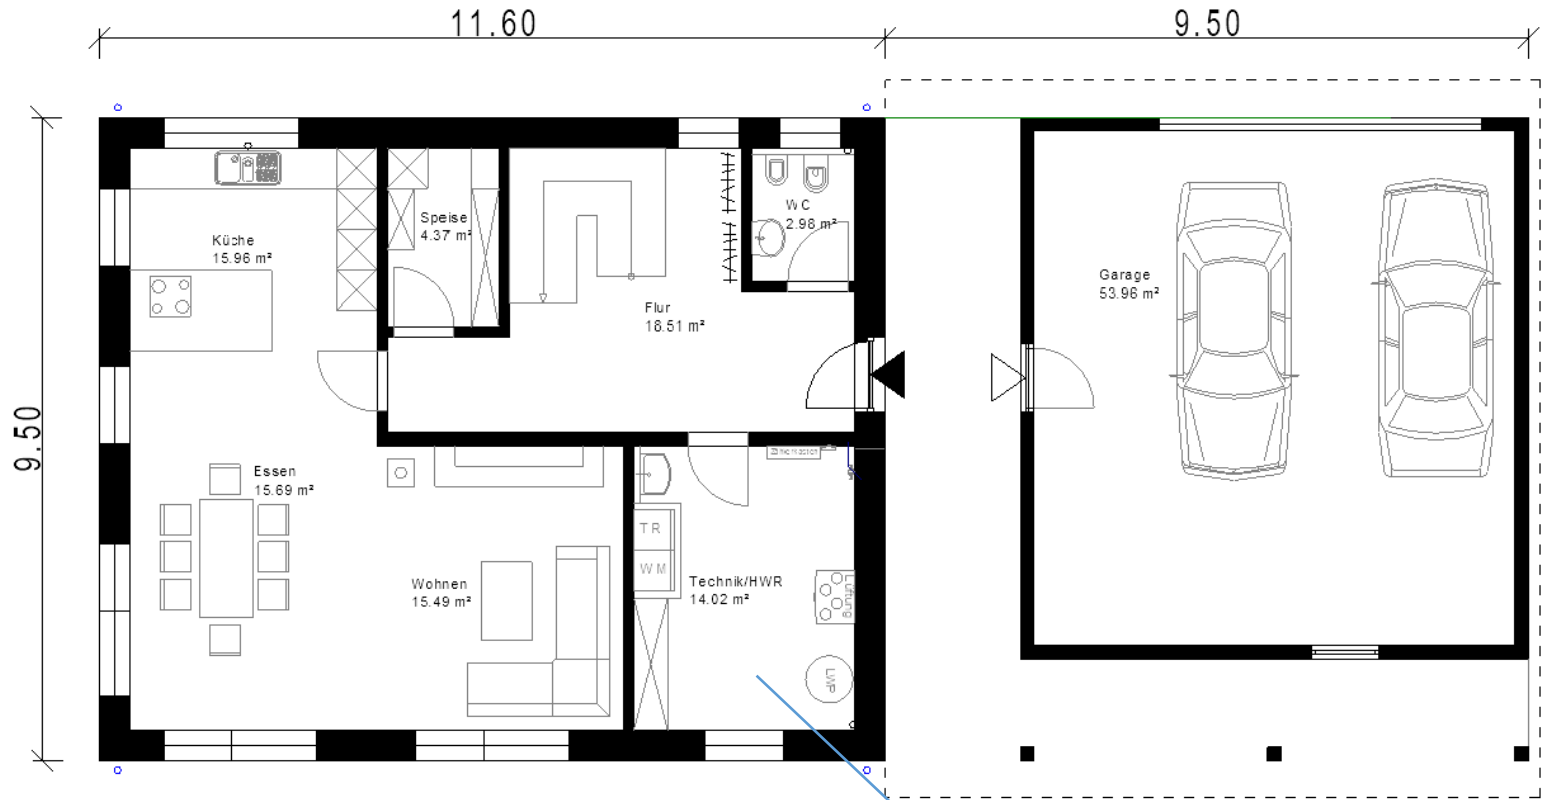 11.60
9.50
9.50
Küche
15.96 m²
Speise
4.37 m²
WC
2.98 m²
Flur
18.51 m²
Garage
53.96 m²
Essen
15.69 m²
Wohnen
15.49 m²
TR
WM
Technik/HWR
14.02 m²
Lüftung
LWP